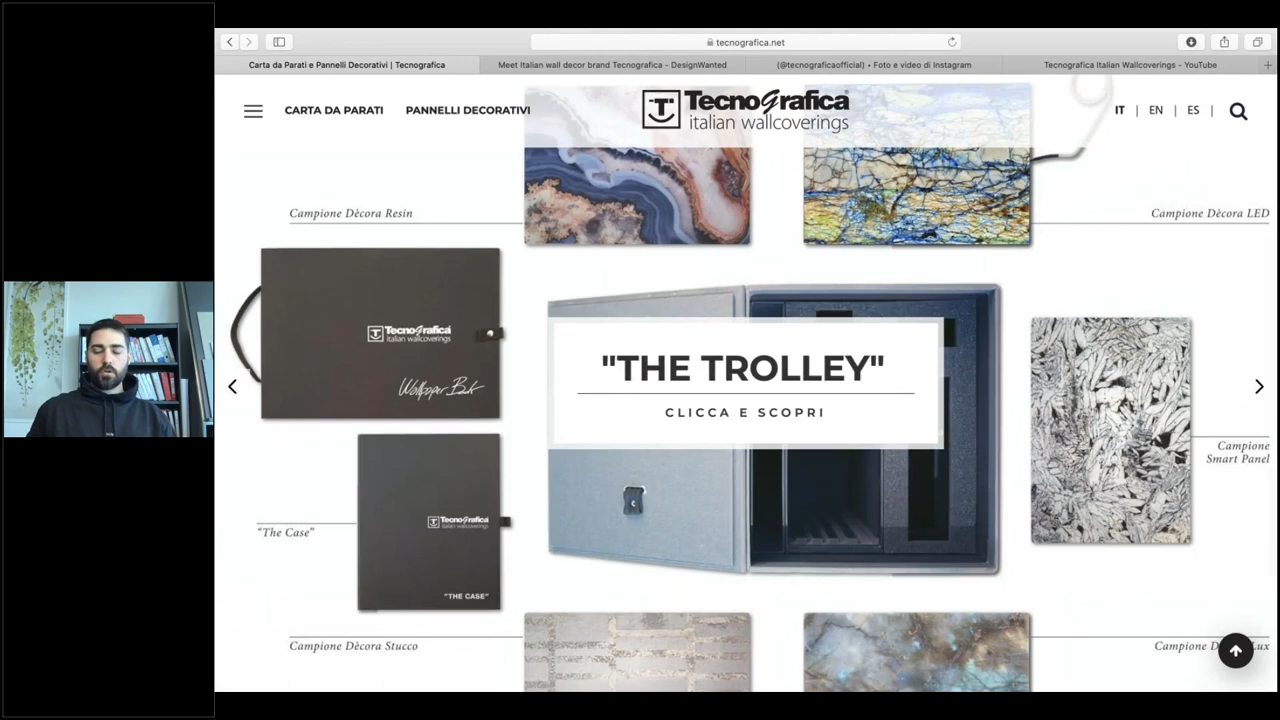 tecnografica.net
Carta da Parati e Pannelli Decorativi | Tecnografica
Meet Italian wall decor brand Tecnografica - DesignWanted
(@tecnograficaofficial) • Foto e video di Instagram
Tecnografica Italian Wallcoverings - YouTube
CARTA DA PARATI
PANNELLI DECORATIVI
Tecnografica
italian wallcoverings
IT | EN | ES |
Campione Dècora Resin
Campione Dècora LED
Tecnografica
italian wallcoverings
Wallpaper Book
"THE TROLLEY"
CLICCA E SCOPRI
Campione
Smart Panel
"The Case"
Tecnografica
italian wallcoverings
"THE CASE"
Campione Dècora Stucco
Lux